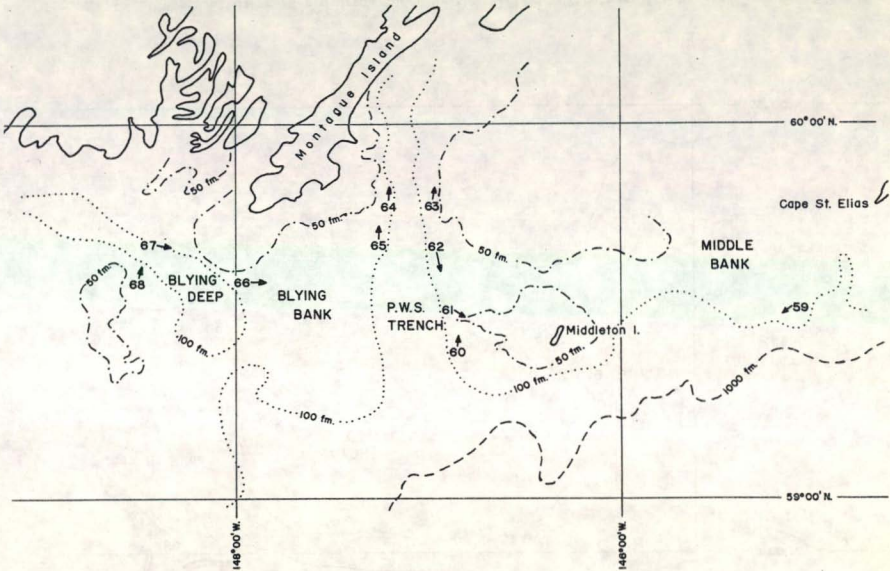 Montague Island
60°00' N.
50 fm.
Cape St. Elias
64
63
50 fm.
65
67
62
50 fm.
MIDDLE
BANK
50 fm.
68
BLYING
DEEP
66
BLYING
BANK
P.W.S.
TRENCH
61
59
Middleton I.
100 fm.
60
50 fm.
100 fm.
1000 fm.
100 fm.
59°00' N.
148°00' W.
146°00' W.